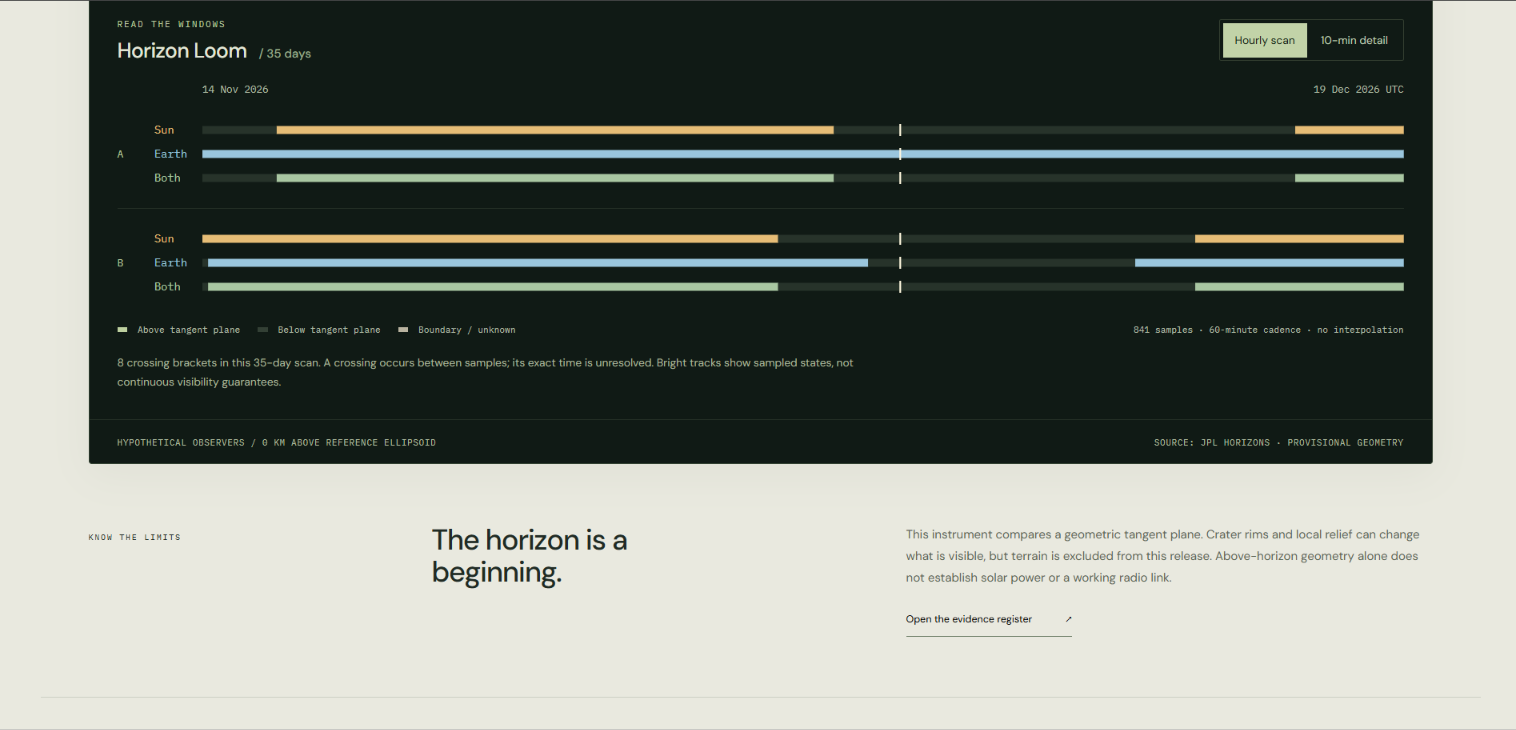 READ THE WINDOWS
Horizon Loom / 35 days
Hourly scan
10-min detail
14 Nov 2026
19 Dec 2026 UTC
Sun
A
Earth
Both
Sun
B
Earth
Both
Above tangent plane
Below tangent plane
Boundary / unknown
841 samples · 60-minute cadence · no interpolation
8 crossing brackets in this 35-day scan. A crossing occurs between samples; its exact time is unresolved. Bright tracks show sampled states, not
continuous visibility guarantees.
HYPOTHETICAL OBSERVERS / 0 KM ABOVE REFERENCE ELLIPSOID
SOURCE: JPL HORIZONS · PROVISIONAL GEOMETRY
KNOW THE LIMITS
The horizon is a
beginning.
This instrument compares a geometric tangent plane. Crater rims and local relief can change
what is visible, but terrain is excluded from this release. Above-horizon geometry alone does
not establish solar power or a working radio link.
Open the evidence register ↗